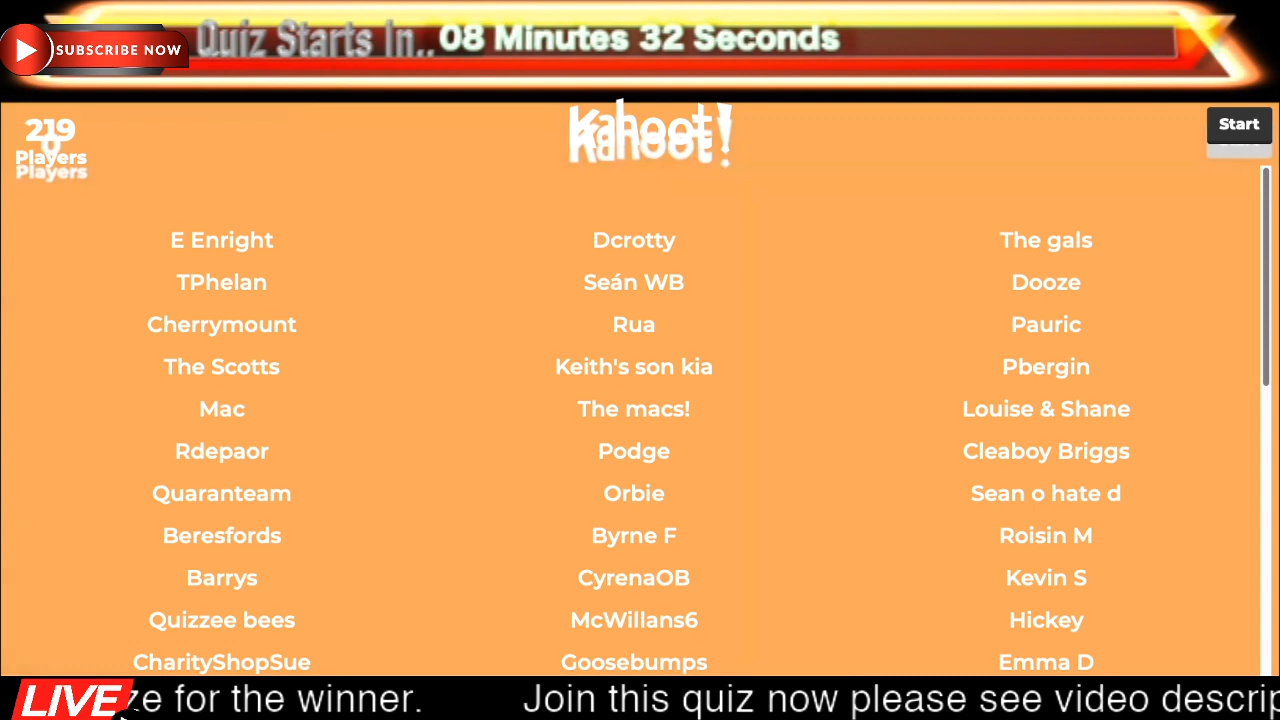 Quiz Starts In.. 08 Minutes 32 Seconds
SUBSCRIBE NOW
Kahoot!
Kahoot!
219
0
Players
Players
Start
E Enright Dcrotty The gals
TPhelan Seán WB Dooze
Cherrymount Rua Pauric
The Scotts Keith's son kia Pbergin
Mac The macs! Louise & Shane
Rdepaor Podge Cleaboy Briggs
Quaranteam Orbie Sean o hate d
Beresfords Byrne F Roisin M
Barrys CyrenaOB Kevin S
Quizzee bees McWillans6 Hickey
CharityShopSue Goosebumps Emma D
LIVE ze for the winner. Join this quiz now please see video descrip